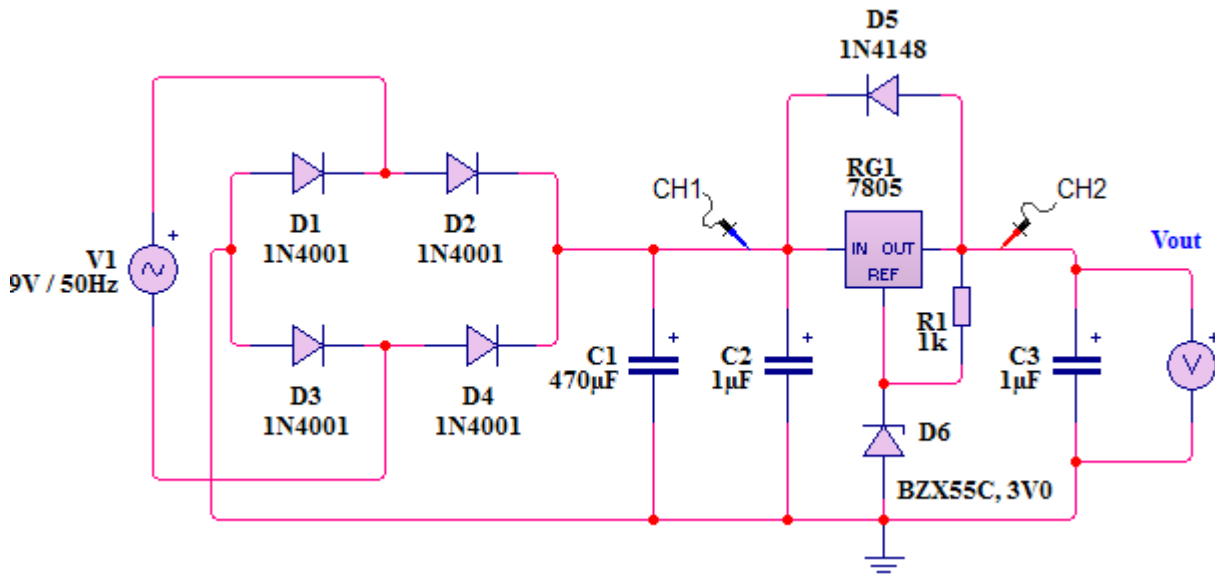 D5
1N4148
RG1
7805
CH1
CH2
IN OUT
REF
D1
1N4001
D2
1N4001
V1
9V / 50Hz
+
D3
1N4001
D4
1N4001
C1
470µF
+
C2
1µF
+
R1
1k
C3
1µF
+
Vout
+
V
D6
BZX55C, 3V0